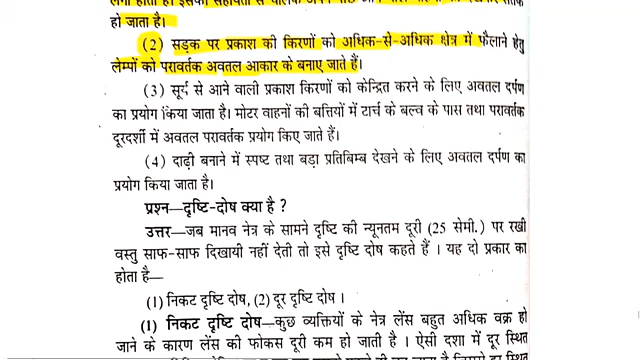 हो जाता है।
(2) सड़क पर प्रकाश की किरणों को अधिक-से-अधिक क्षेत्र में फैलाने हेतु
लेम्पों को परावर्तक अवतल आकार के बनाए जाते हैं।
(3) सूर्य से आने वाली प्रकाश किरणों को केन्द्रित करने के लिए अवतल दर्पण
का प्रयोग किया जाता है। मोटर वाहनों की बत्तियों में टार्च के बल्व के पास तथा परावर्तक
दूरदर्शी में अवतल परावर्तक प्रयोग किए जाते हैं।
(4) दाढ़ी बनाने में स्पष्ट तथा बड़ा प्रतिबिम्ब देखने के लिए अवतल दर्पण का
प्रयोग किया जाता है।
प्रश्न—दृष्टि-दोष क्या है ?
उत्तर—जब मानव नेत्र के सामने दृष्टि की न्यूनतम दूरी (25 सेमी.) पर रखी
वस्तु साफ-साफ दिखायी नहीं देती तो इसे दृष्टि दोष कहते हैं । यह दो प्रकार का
होता है—
(1) निकट दृष्टि दोष, (2) दूर दृष्टि दोष ।
(1) निकट दृष्टि दोष—कुछ व्यक्तियों के नेत्र लेंस बहुत अधिक वक्र हो
जाने के कारण लेंस की फोकस दूरी कम हो जाती है । ऐसी दशा में दूर स्थित